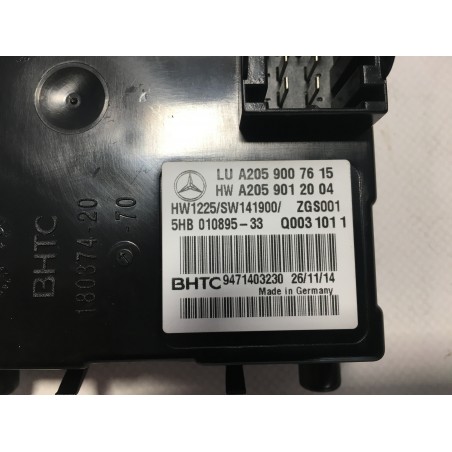 LU A205 900 76 15
HW A205 901 20 04
HW1225/SW141900/ ZGS001
5HB 010895-33 Q003 101 1
BHTC 9471403230 26/11/14
Made in Germany
BHTC
180374 20
-70